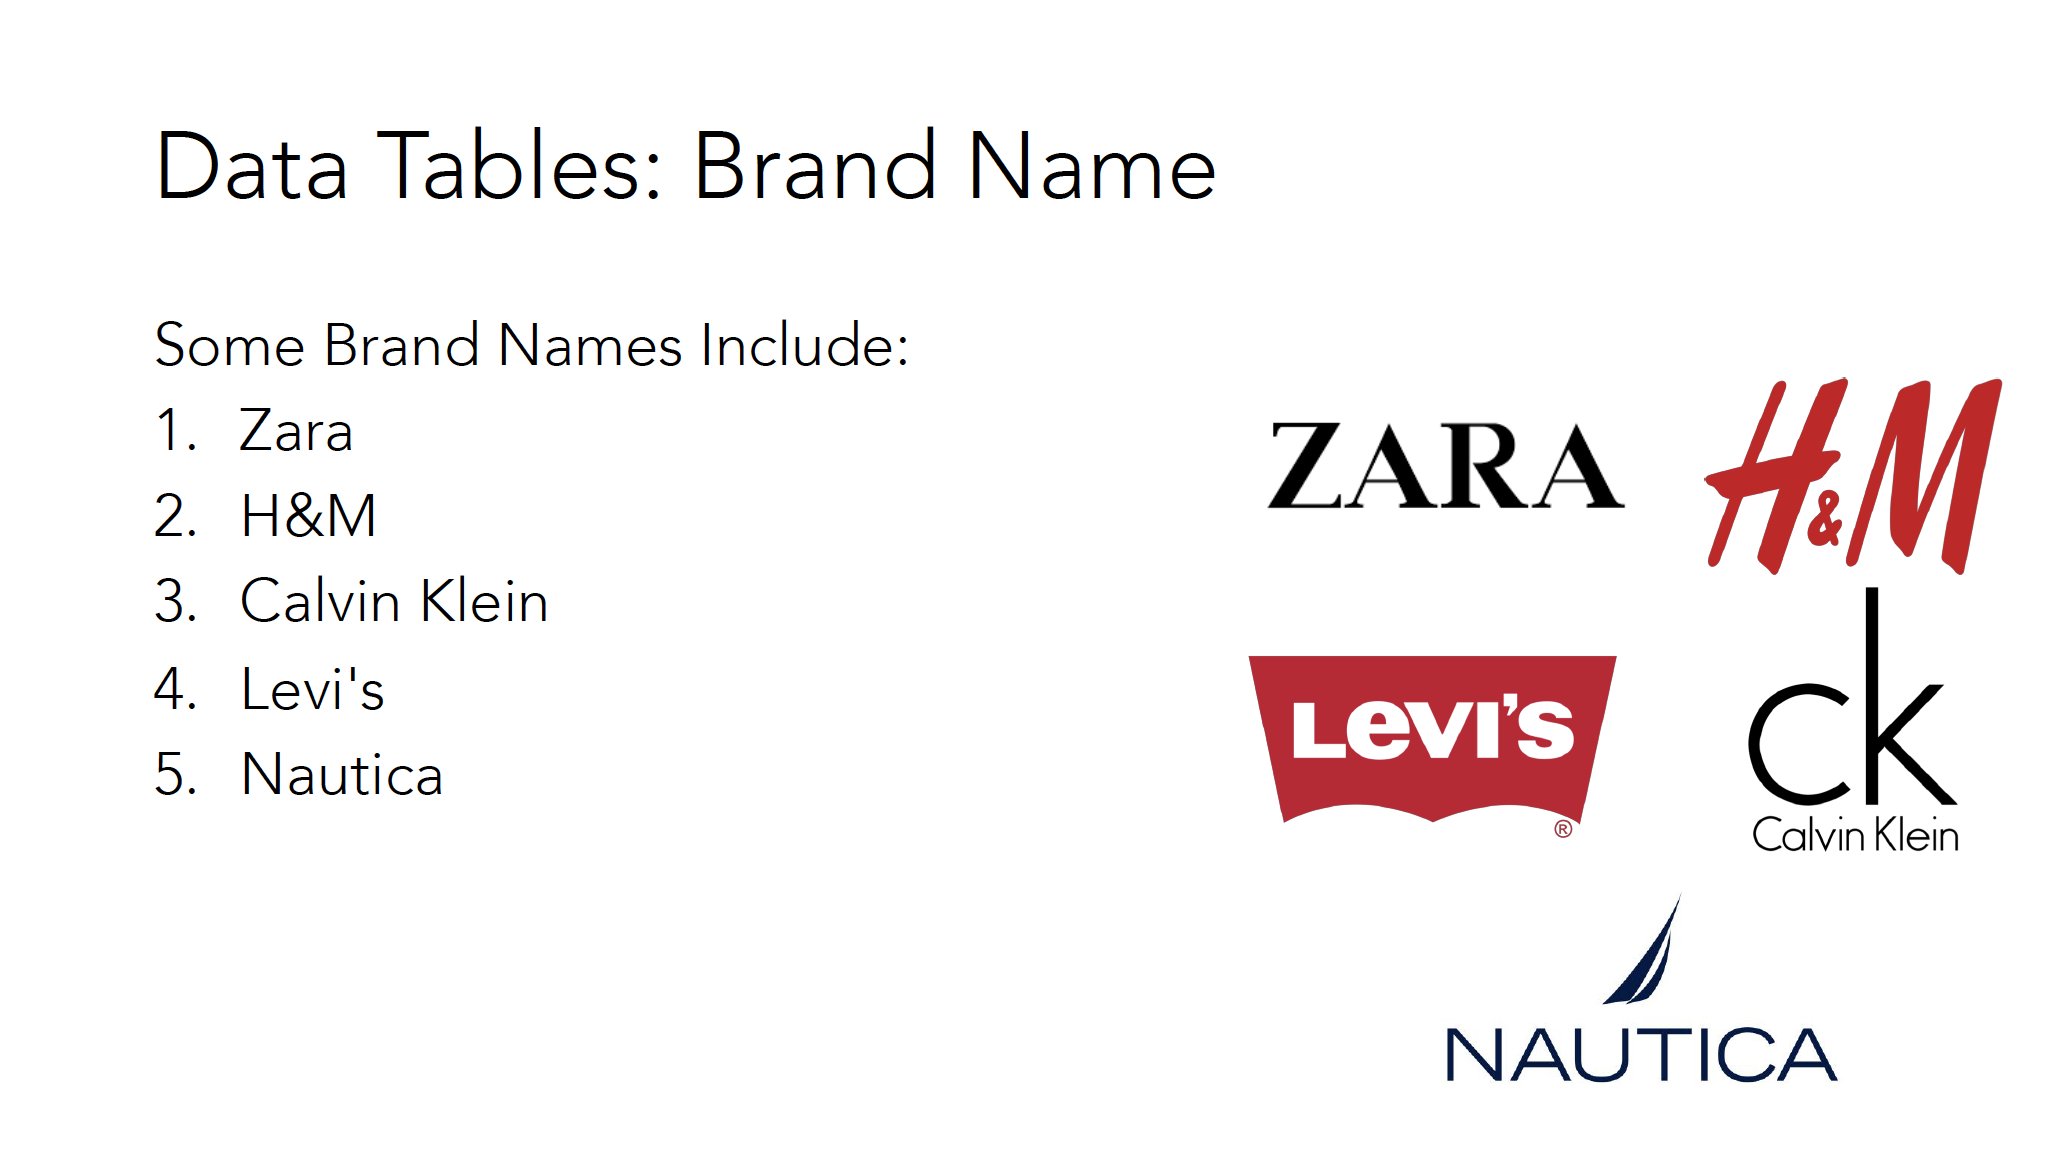 Data Tables: Brand Name
Some Brand Names Include:
1. Zara
2. H&M
3. Calvin Klein
4. Levi's
5. Nautica
ZARA
H&M
Levi's
®
ck
Calvin Klein
NAUTICA